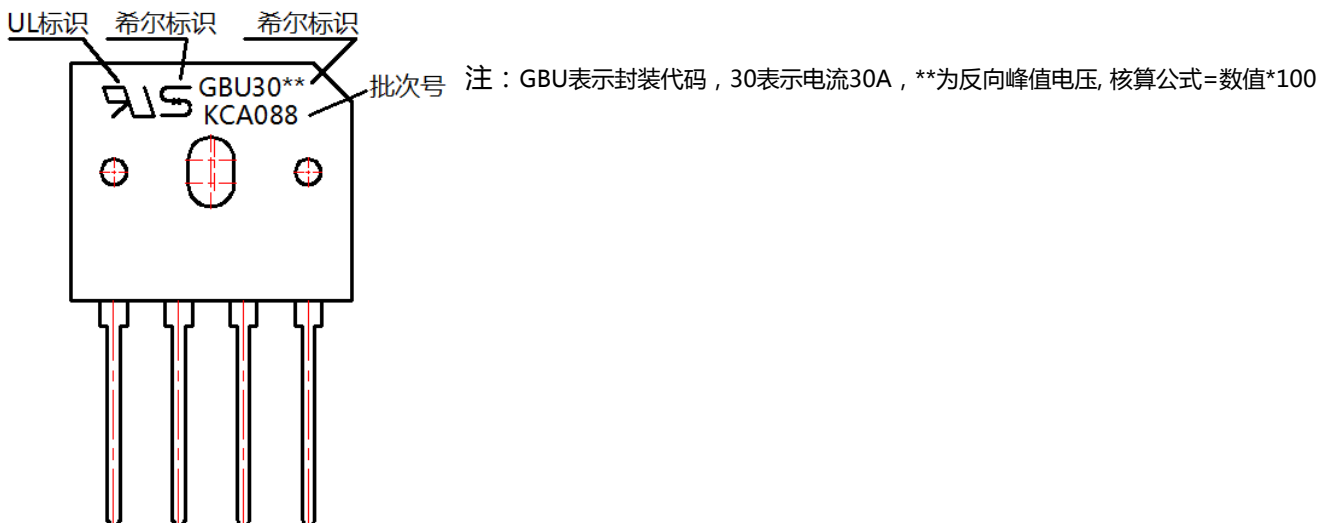 UL标识 希尔标识 希尔标识
GBU30**
KCA088
批次号
注：GBU表示封装代码，30表示电流30A，**为反向峰值电压, 核算公式=数值*100